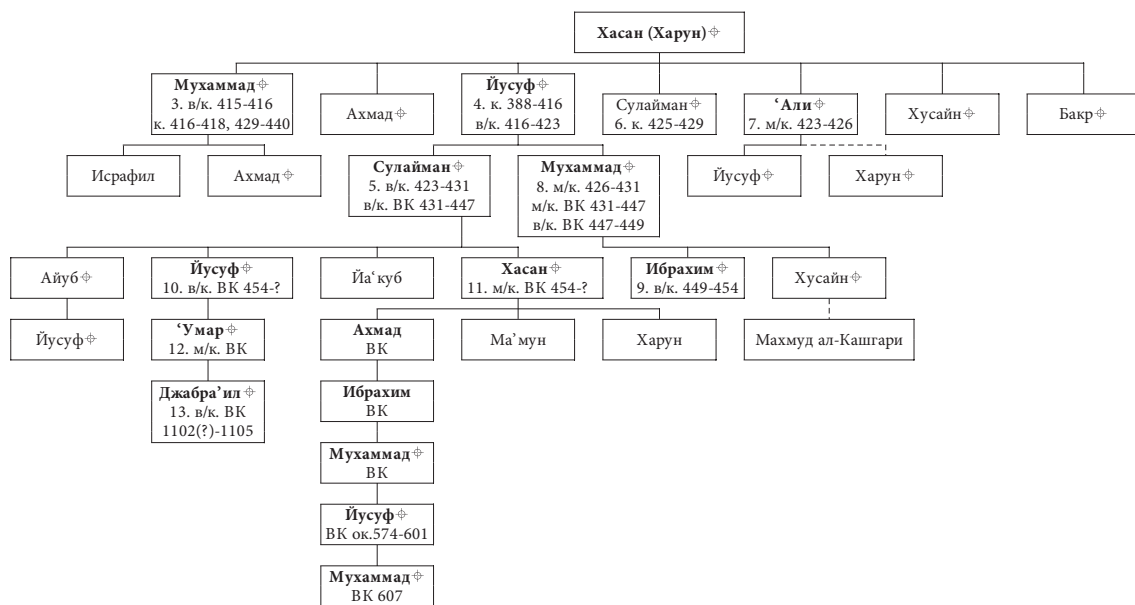 Хасан (Харун)⌖
Мухаммад⌖
3. в/к. 415-416
к. 416-418, 429-440
Ахмад⌖
Йусуф⌖
4. к. 388-416
в/к. 416-423
Сулайман⌖
6. к. 425-429
‘Али⌖
7. м/к. 423-426
Хусайн⌖
Бакр⌖
Исрафил
Ахмад⌖
Сулайман⌖
5. в/к. 423-431
в/к. ВК 431-447
Мухаммад⌖
8. м/к. 426-431
м/к. ВК 431-447
в/к. ВК 447-449
Йусуф⌖
Харун⌖
Айуб⌖
Йусуф⌖
10. в/к. ВК 454-?
Йа‘куб
Хасан⌖
11. м/к. ВК 454-?
Ибрахим⌖
9. в/к. 449-454
Хусайн⌖
Йусуф⌖
‘Умар⌖
12. м/к. ВК
Ахмад
ВК
Ма’мун
Харун
Махмуд ал-Кашгари
Джабра’ил⌖
13. в/к. ВК
1102(?)-1105
Ибрахим
ВК
Мухаммад⌖
ВК
Йусуф⌖
ВК ок.574-601
Мухаммад⌖
ВК 607